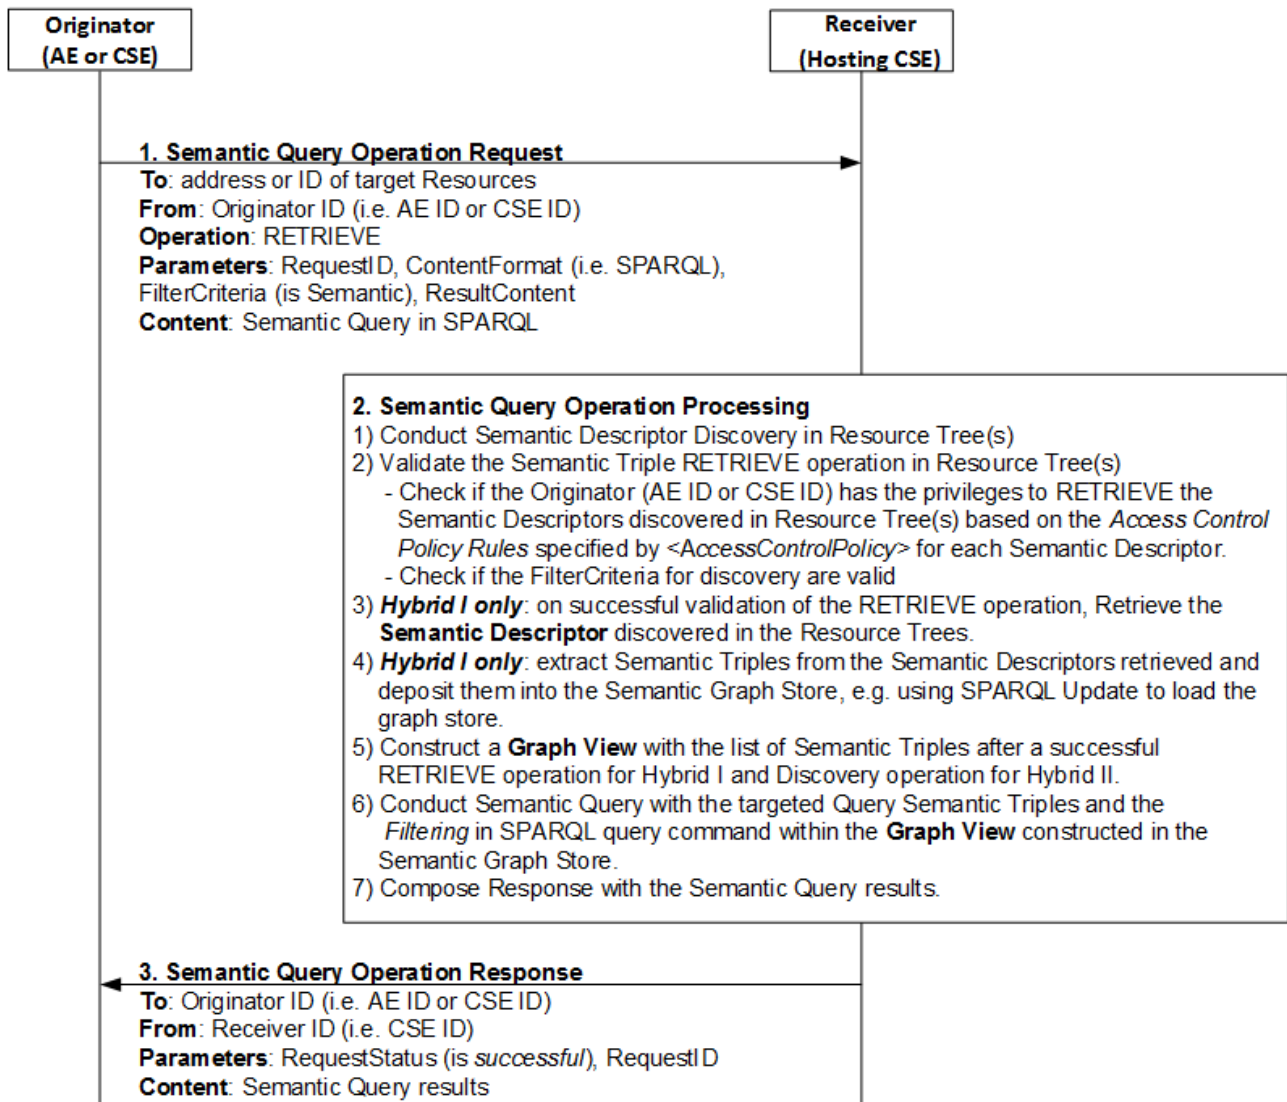 Originator
(AE or CSE)
Receiver
(Hosting CSE)
1. Semantic Query Operation Request
To: address or ID of target Resources
From: Originator ID (i.e. AE ID or CSE ID)
Operation: RETRIEVE
Parameters: RequestID, ContentFormat (i.e. SPARQL),
FilterCriteria (is Semantic), ResultContent
Content: Semantic Query in SPARQL
2. Semantic Query Operation Processing
1) Conduct Semantic Descriptor Discovery in Resource Tree(s)
2) Validate the Semantic Triple RETRIEVE operation in Resource Tree(s)
- Check if the Originator (AE ID or CSE ID) has the privileges to RETRIEVE the
Semantic Descriptors discovered in Resource Tree(s) based on the Access Control
Policy Rules specified by <AccessControlPolicy> for each Semantic Descriptor.
- Check if the FilterCriteria for discovery are valid
3) Hybrid I only: on successful validation of the RETRIEVE operation, Retrieve the
Semantic Descriptor discovered in the Resource Trees.
4) Hybrid I only: extract Semantic Triples from the Semantic Descriptors retrieved and
deposit them into the Semantic Graph Store, e.g. using SPARQL Update to load the
graph store.
5) Construct a Graph View with the list of Semantic Triples after a successful
RETRIEVE operation for Hybrid I and Discovery operation for Hybrid II.
6) Conduct Semantic Query with the targeted Query Semantic Triples and the
Filtering in SPARQL query command within the Graph View constructed in the
Semantic Graph Store.
7) Compose Response with the Semantic Query results.
3. Semantic Query Operation Response
To: Originator ID (i.e. AE ID or CSE ID)
From: Receiver ID (i.e. CSE ID)
Parameters: RequestStatus (is successful), RequestID
Content: Semantic Query results